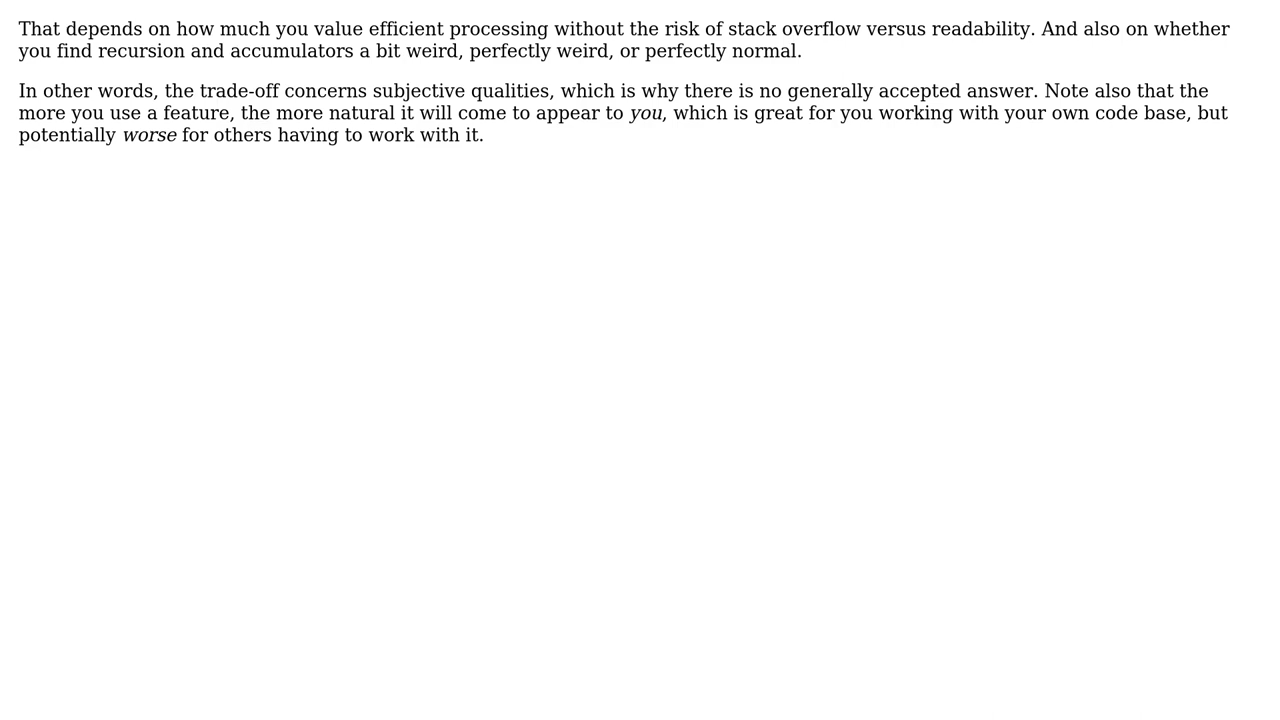 That depends on how much you value efficient processing without the risk of stack overflow versus readability. And also on whether
you find recursion and accumulators a bit weird, perfectly weird, or perfectly normal.
In other words, the trade-off concerns subjective qualities, which is why there is no generally accepted answer. Note also that the
more you use a feature, the more natural it will come to appear to you, which is great for you working with your own code base, but
potentially worse for others having to work with it.